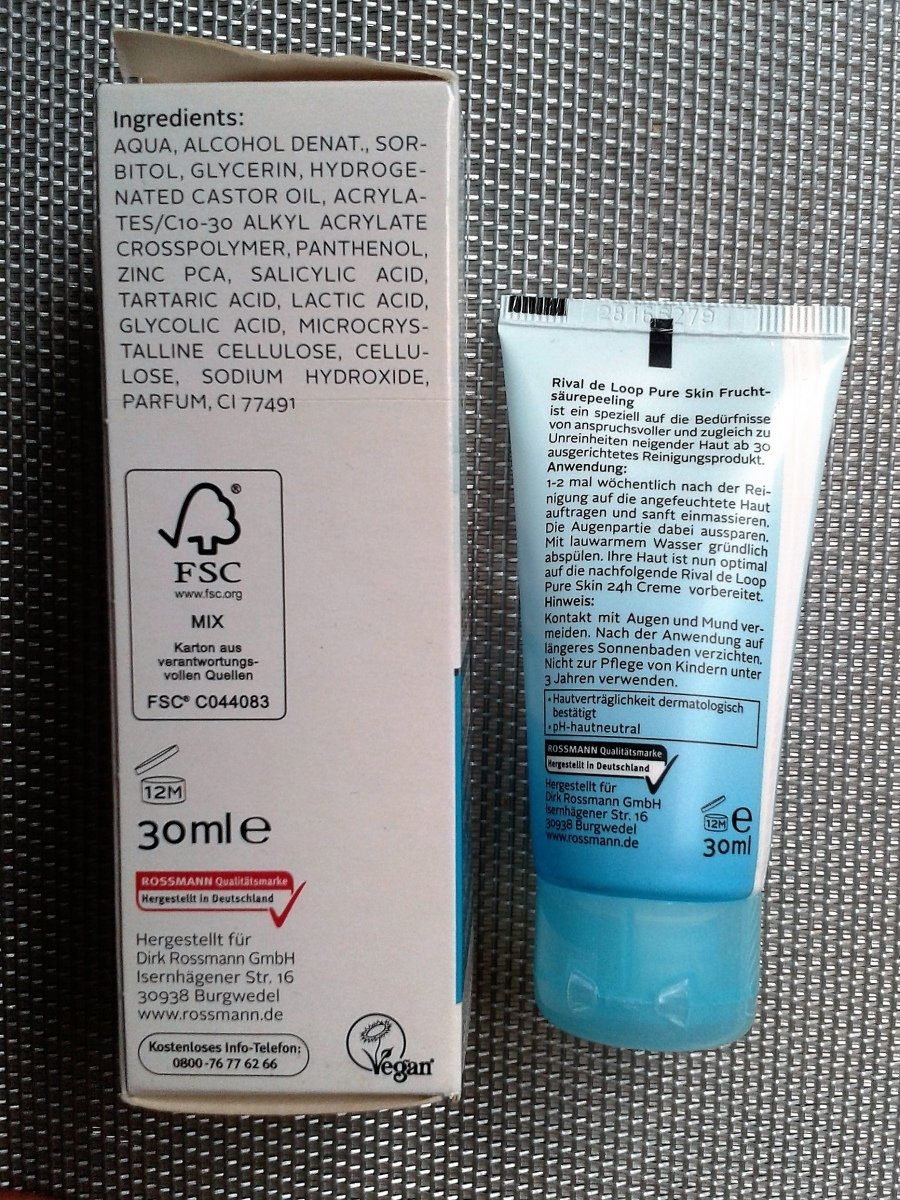 Ingredients:
AQUA, ALCOHOL DENAT., SOR-
BITOL, GLYCERIN, HYDROGE-
NATED CASTOR OIL, ACRYLA-
TES/C10-30 ALKYL ACRYLATE
CROSSPOLYMER, PANTHENOL,
ZINC PCA, SALICYLIC ACID,
TARTARIC ACID, LACTIC ACID,
GLYCOLIC ACID, MICROCRYS-
TALLINE CELLULOSE, CELLU-
LOSE, SODIUM HYDROXIDE,
PARFUM, CI 77491
®
FSC
www.fsc.org
MIX
Karton aus
verantwortungs-
vollen Quellen
FSC® C044083
12M
30ml e
ROSSMANN Qualitätsmarke
Hergestellt in Deutschland
Hergestellt für
Dirk Rossmann GmbH
Isernhägener Str. 16
30938 Burgwedel
www.rossmann.de
Kostenloses Info-Telefon:
0800-76 77 62 66
Vegan
Rival de Loop Pure Skin Frucht-
säurepeeling
ist ein speziell auf die Bedürfnisse
von anspruchsvoller und zugleich zu
Unreinheiten neigender Haut ab 30
ausgerichtetes Reinigungsprodukt.
Anwendung:
1-2 mal wöchentlich nach der Rei-
nigung auf die angefeuchtete Haut
auftragen und sanft einmassieren.
Die Augenpartie dabei aussparen.
Mit lauwarmem Wasser gründlich
abspülen. Ihre Haut ist nun optimal
auf die nachfolgende Rival de Loop
Pure Skin 24h Creme vorbereitet.
Hinweis:
Kontakt mit Augen und Mund ver-
meiden. Nach der Anwendung auf
längeres Sonnenbaden verzichten.
Nicht zur Pflege von Kindern unter
3 Jahren verwenden.
• Hautverträglichkeit dermatologisch
bestätigt
• pH-hautneutral
ROSSMANN Qualitätsmarke
Hergestellt in Deutschland
Hergestellt für
Dirk Rossmann GmbH
Isernhägener Str. 16
30938 Burgwedel
www.rossmann.de
12M e
30ml